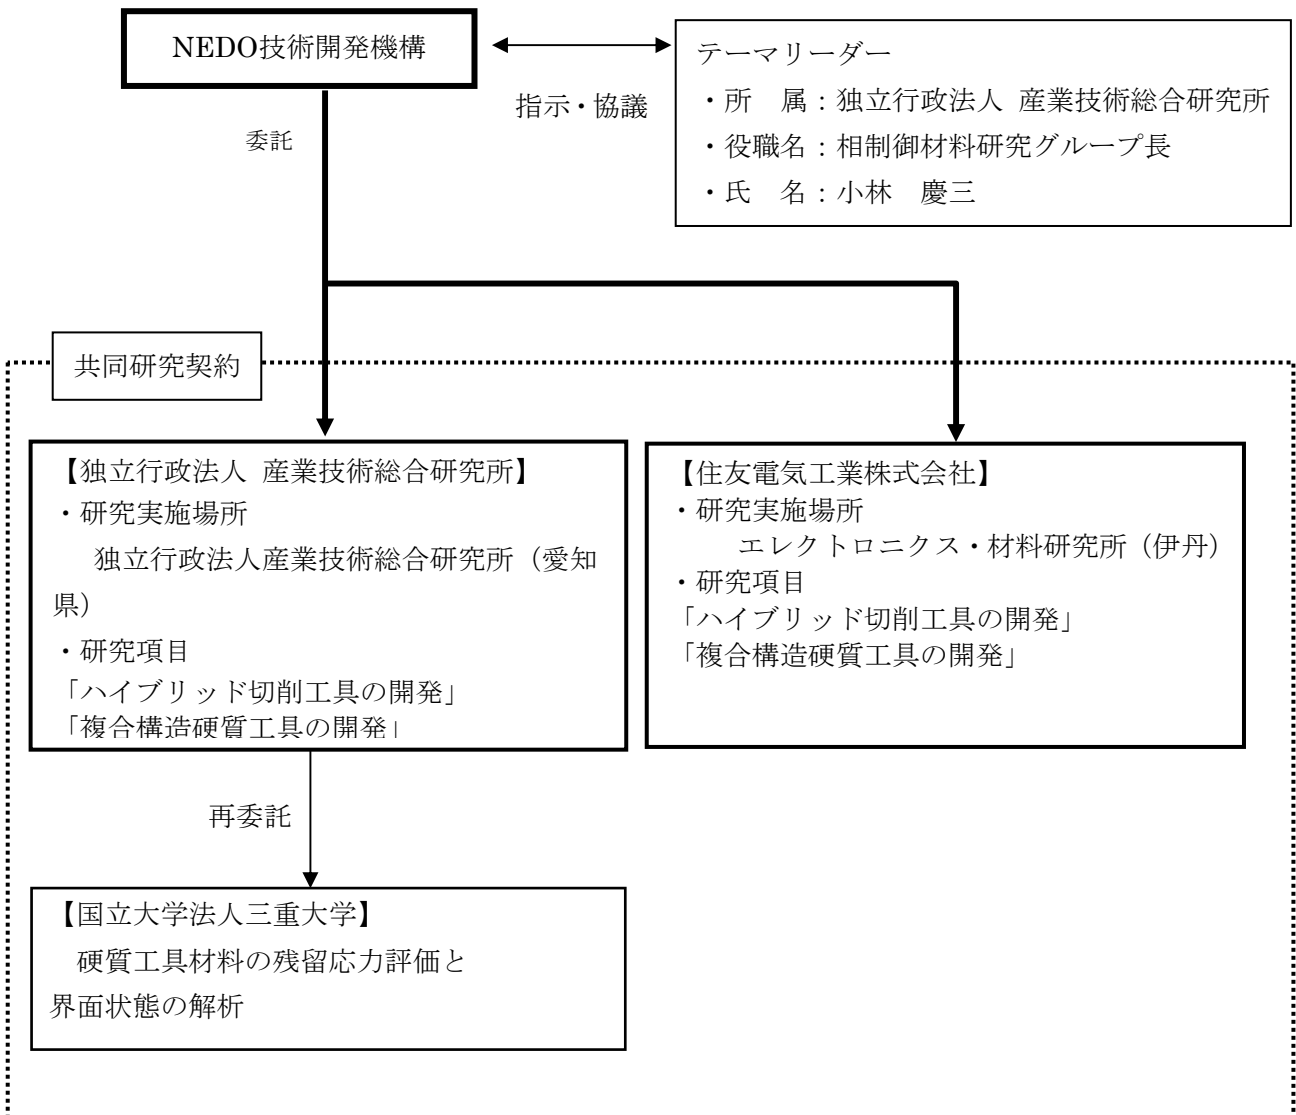 NEDO技術開発機構
指示・協議
テーマリーダー
・所　属：独立行政法人 産業技術総合研究所
・役職名：相制御材料研究グループ長
・氏　名：小林　慶三
委託
共同研究契約
【独立行政法人 産業技術総合研究所】
・研究実施場所
独立行政法人産業技術総合研究所（愛知
県）
・研究項目
「ハイブリッド切削工具の開発」
「複合構造硬質工具の開発」
【住友電気工業株式会社】
・研究実施場所
エレクトロニクス・材料研究所（伊丹）
・研究項目
「ハイブリッド切削工具の開発」
「複合構造硬質工具の開発」
再委託
【国立大学法人三重大学】
硬質工具材料の残留応力評価と
界面状態の解析